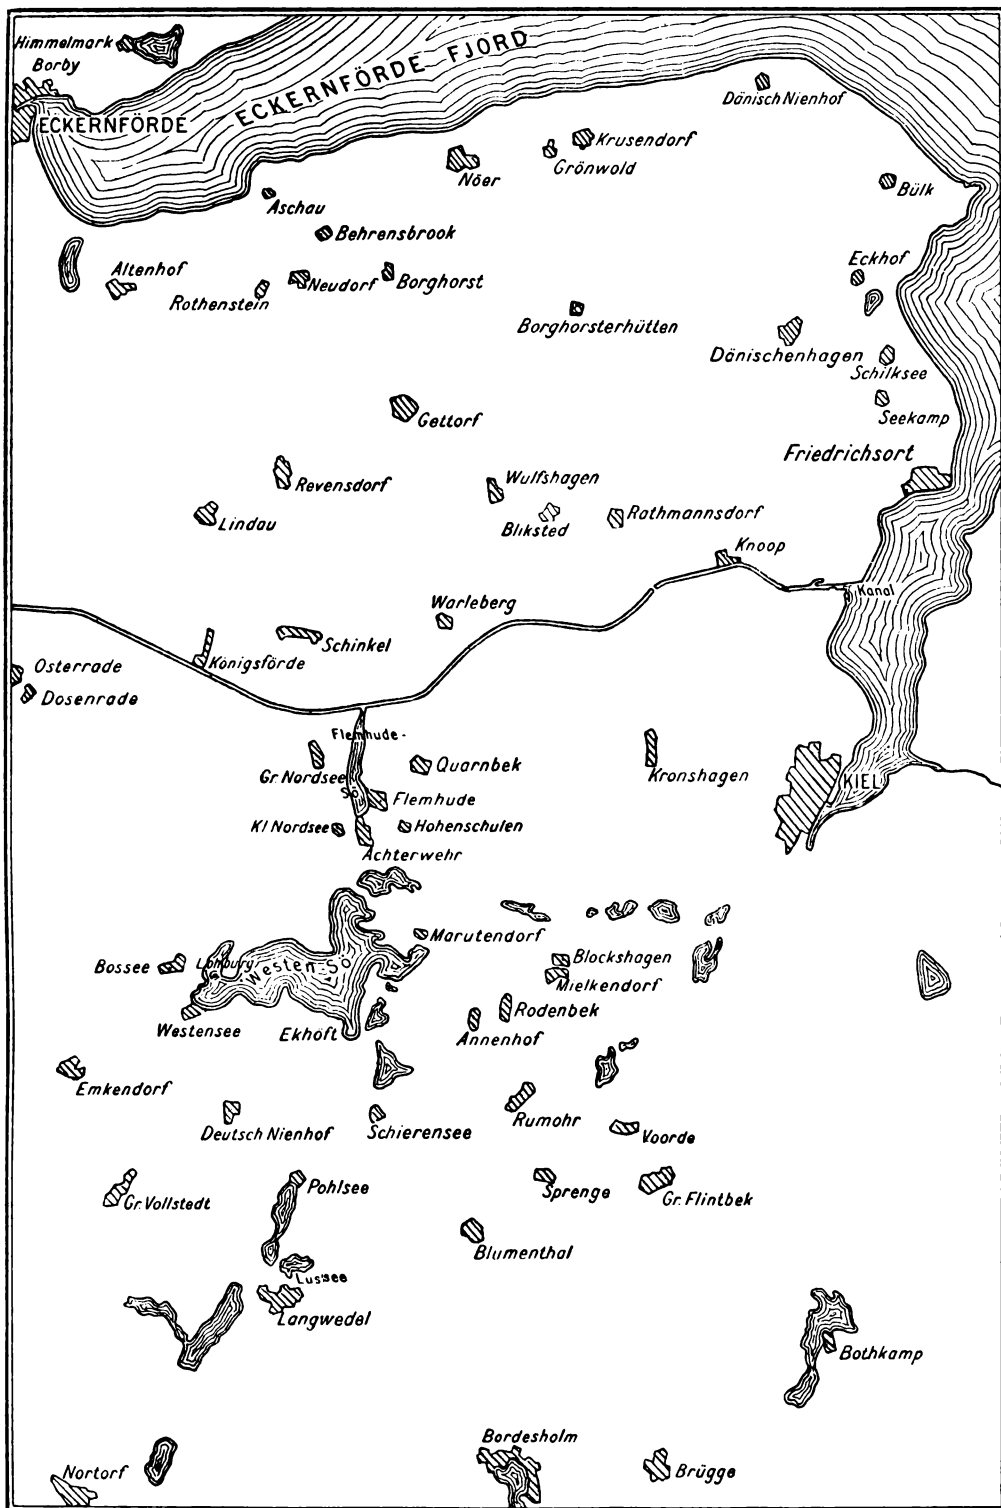 Himmelmark
Borby
ECKERNFÖRDE
ECKERNFÖRDE FJORD
Dänisch Nienhof
Krusendorf
Grönwold
Nöer
Bülk
Aschau
Behrensbrook
Eckhof
Altenhof
Rothenstein
Neudorf
Borghorst
Borghorsterhütten
Dänischenhagen
Schilksee
Seekamp
Gettorf
Friedrichsort
Revensdorf
Wulfshagen
Lindau
Bliksted
Rathmannsdorf
Knoop
Kanal
Warleberg
Schinkel
Königsförde
Osterrade
Dosenrade
Flemhude-
Sö
Gr. Nordsee
Quarnbek
Kronshagen
KIEL
Flemhude
Kl Nordsee
Hohenschulen
Achterwehr
Marutendorf
Bossee
Lohburg
Westen-Sö
Blockshagen
Mielkendorf
Westensee
Ekhöft
Rodenbek
Annenhof
Emkendorf
Rumohr
Deutsch Nienhof
Schierensee
Voorde
Gr. Vollstedt
Pohlsee
Sprenge
Gr. Flintbek
Blumenthal
Lussee
Langwedel
Bothkamp
Bordesholm
Nortorf
Brügge